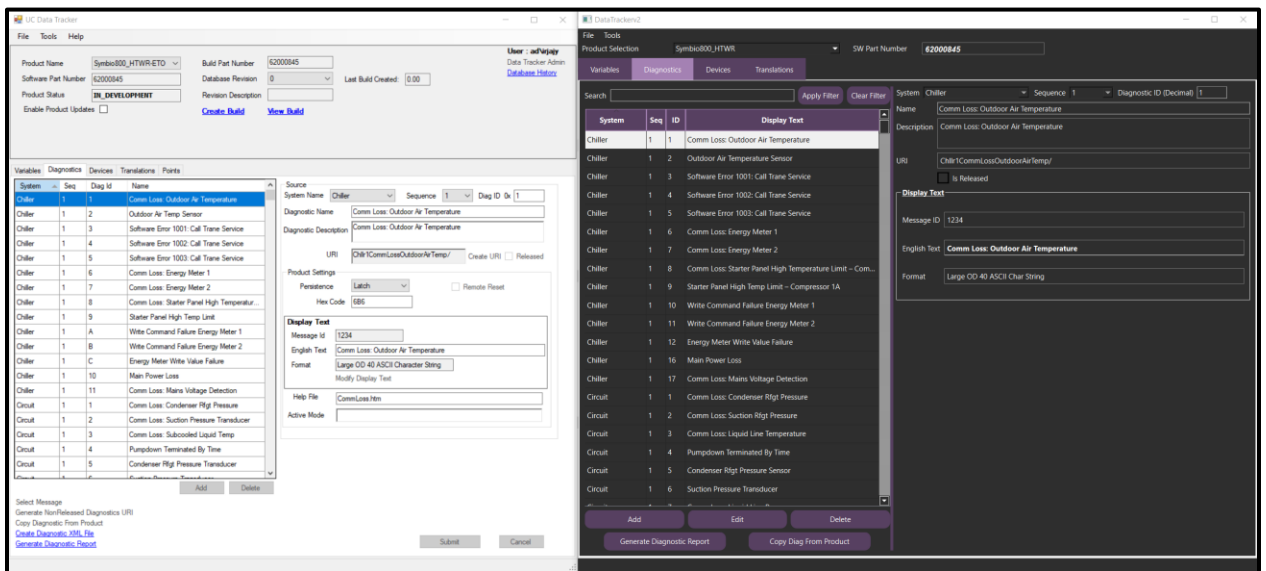 UC Data Tracker
File Tools Help
User : ad\irjajy
Data Tracker Admin
Database History
Product Name Symbio800_HTWR-ETO Build Part Number 62000845
Software Part Number 62000845 Database Revision 0 Last Build Created: 0.00
Product Status IN_DEVELOPMENT Revision Description
Enable Product Updates Create Build View Build
Variables Diagnostics Devices Translations Points
System Seq Diag Id Name
Chiller 1 1 Comm Loss: Outdoor Air Temperature
Chiller 1 2 Outdoor Air Temp Sensor
Chiller 1 3 Software Error 1001: Call Trane Service
Chiller 1 4 Software Error 1002: Call Trane Service
Chiller 1 5 Software Error 1003: Call Trane Service
Chiller 1 6 Comm Loss: Energy Meter 1
Chiller 1 7 Comm Loss: Energy Meter 2
Chiller 1 8 Comm Loss: Starter Panel High Temperatur...
Chiller 1 9 Starter Panel High Temp Limit
Chiller 1 A Write Command Failure Energy Meter 1
Chiller 1 B Write Command Failure Energy Meter 2
Chiller 1 C Energy Meter Write Value Failure
Chiller 1 10 Main Power Loss
Chiller 1 11 Comm Loss: Mains Voltage Detection
Circuit 1 1 Comm Loss: Condenser Rfgt Pressure
Circuit 1 2 Comm Loss: Suction Pressure Transducer
Circuit 1 3 Comm Loss: Subcooled Liquid Temp
Circuit 1 4 Pumpdown Terminated By Time
Circuit 1 5 Condenser Rfgt Pressure Transducer
Add Delete
Source
System Name Chiller Sequence 1 Diag ID 0x 1
Diagnostic Name Comm Loss: Outdoor Air Temperature
Diagnostic Description Comm Loss: Outdoor Air Temperature
URI Chllr1CommLossOutdoorAirTemp/ Create URI Released
Product Settings
Persistence Latch Remote Reset
Hex Code 6B6
Display Text
Message Id 1234
English Text Comm Loss: Outdoor Air Temperature
Format Large OD 40 ASCII Character String
Modify Display Text
Help File CommLoss.htm
Active Mode
Select Message
Generate NonReleased Diagnostics URI
Copy Diagnostic From Product
Create Diagnostic XML File
Generate Diagnostic Report
Submit Cancel
DataTrackerv2
File Tools
Product Selection Symbio800_HTWR SW Part Number 62000845
Variables Diagnostics Devices Translations
Search Apply Filter Clear Filter
System Seq ID Display Text
Chiller 1 1 Comm Loss: Outdoor Air Temperature
Chiller 1 2 Outdoor Air Temperature Sensor
Chiller 1 3 Software Error 1001: Call Trane Service
Chiller 1 4 Software Error 1002: Call Trane Service
Chiller 1 5 Software Error 1003: Call Trane Service
Chiller 1 6 Comm Loss: Energy Meter 1
Chiller 1 7 Comm Loss: Energy Meter 2
Chiller 1 8 Comm Loss: Starter Panel High Temperature Limit – Com...
Chiller 1 9 Starter Panel High Temp Limit – Compressor 1A
Chiller 1 10 Write Command Failure Energy Meter 1
Chiller 1 11 Write Command Failure Energy Meter 2
Chiller 1 12 Energy Meter Write Value Failure
Chiller 1 16 Main Power Loss
Chiller 1 17 Comm Loss: Mains Voltage Detection
Circuit 1 1 Comm Loss: Condenser Rfgt Pressure
Circuit 1 2 Comm Loss: Suction Rfgt Pressure
Circuit 1 3 Comm Loss: Liquid Line Temperature
Circuit 1 4 Pumpdown Terminated By Time
Circuit 1 5 Condenser Rfgt Pressure Sensor
Circuit 1 6 Suction Pressure Transducer
Add Edit Delete
Generate Diagnostic Report Copy Diag From Product
System Chiller Sequence 1 Diagnostic ID (Decimal) 1
Name Comm Loss: Outdoor Air Temperature
Description Comm Loss: Outdoor Air Temperature
URI Chllr1CommLossOutdoorAirTemp/
Is Released
Display Text
Message ID 1234
English Text Comm Loss: Outdoor Air Temperature
Format Large OD 40 ASCII Char String